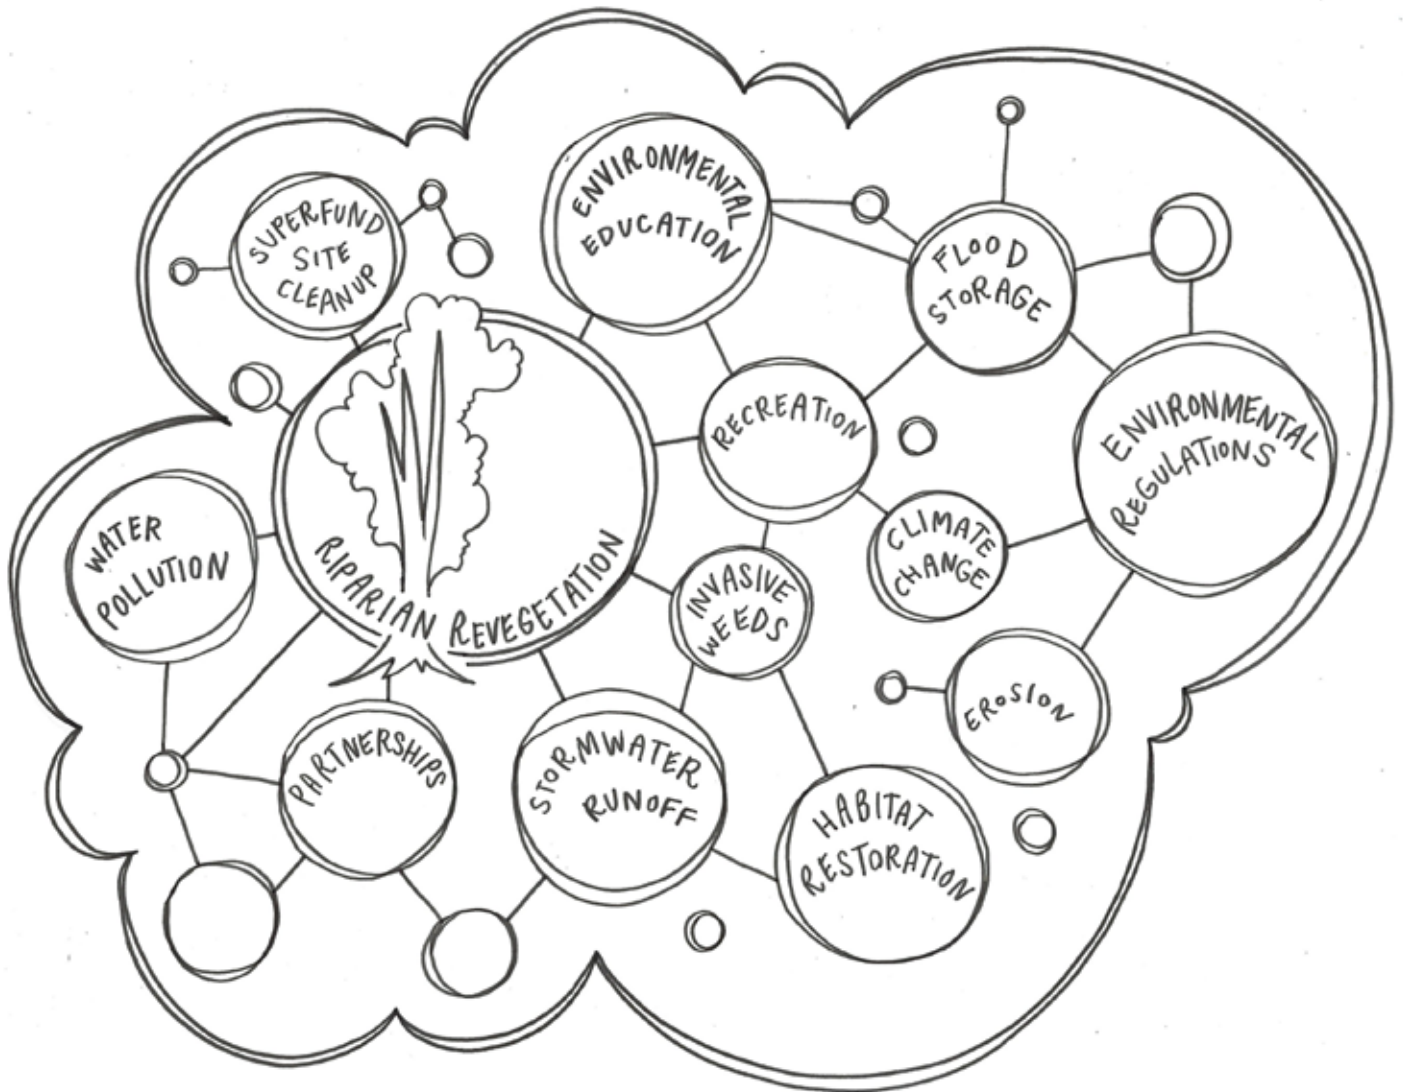 ENVIRONMENTAL
EDUCATION
SUPERFUND
SITE
CLEANUP
FLOOD
STORAGE
RECREATION
ENVIRONMENTAL
REGULATIONS
WATER
POLLUTION
RIPARIAN REVEGETATION
CLIMATE
CHANGE
INVASIVE
WEEDS
EROSION
PARTNERSHIPS
STORMWATER
RUNOFF
HABITAT
RESTORATION